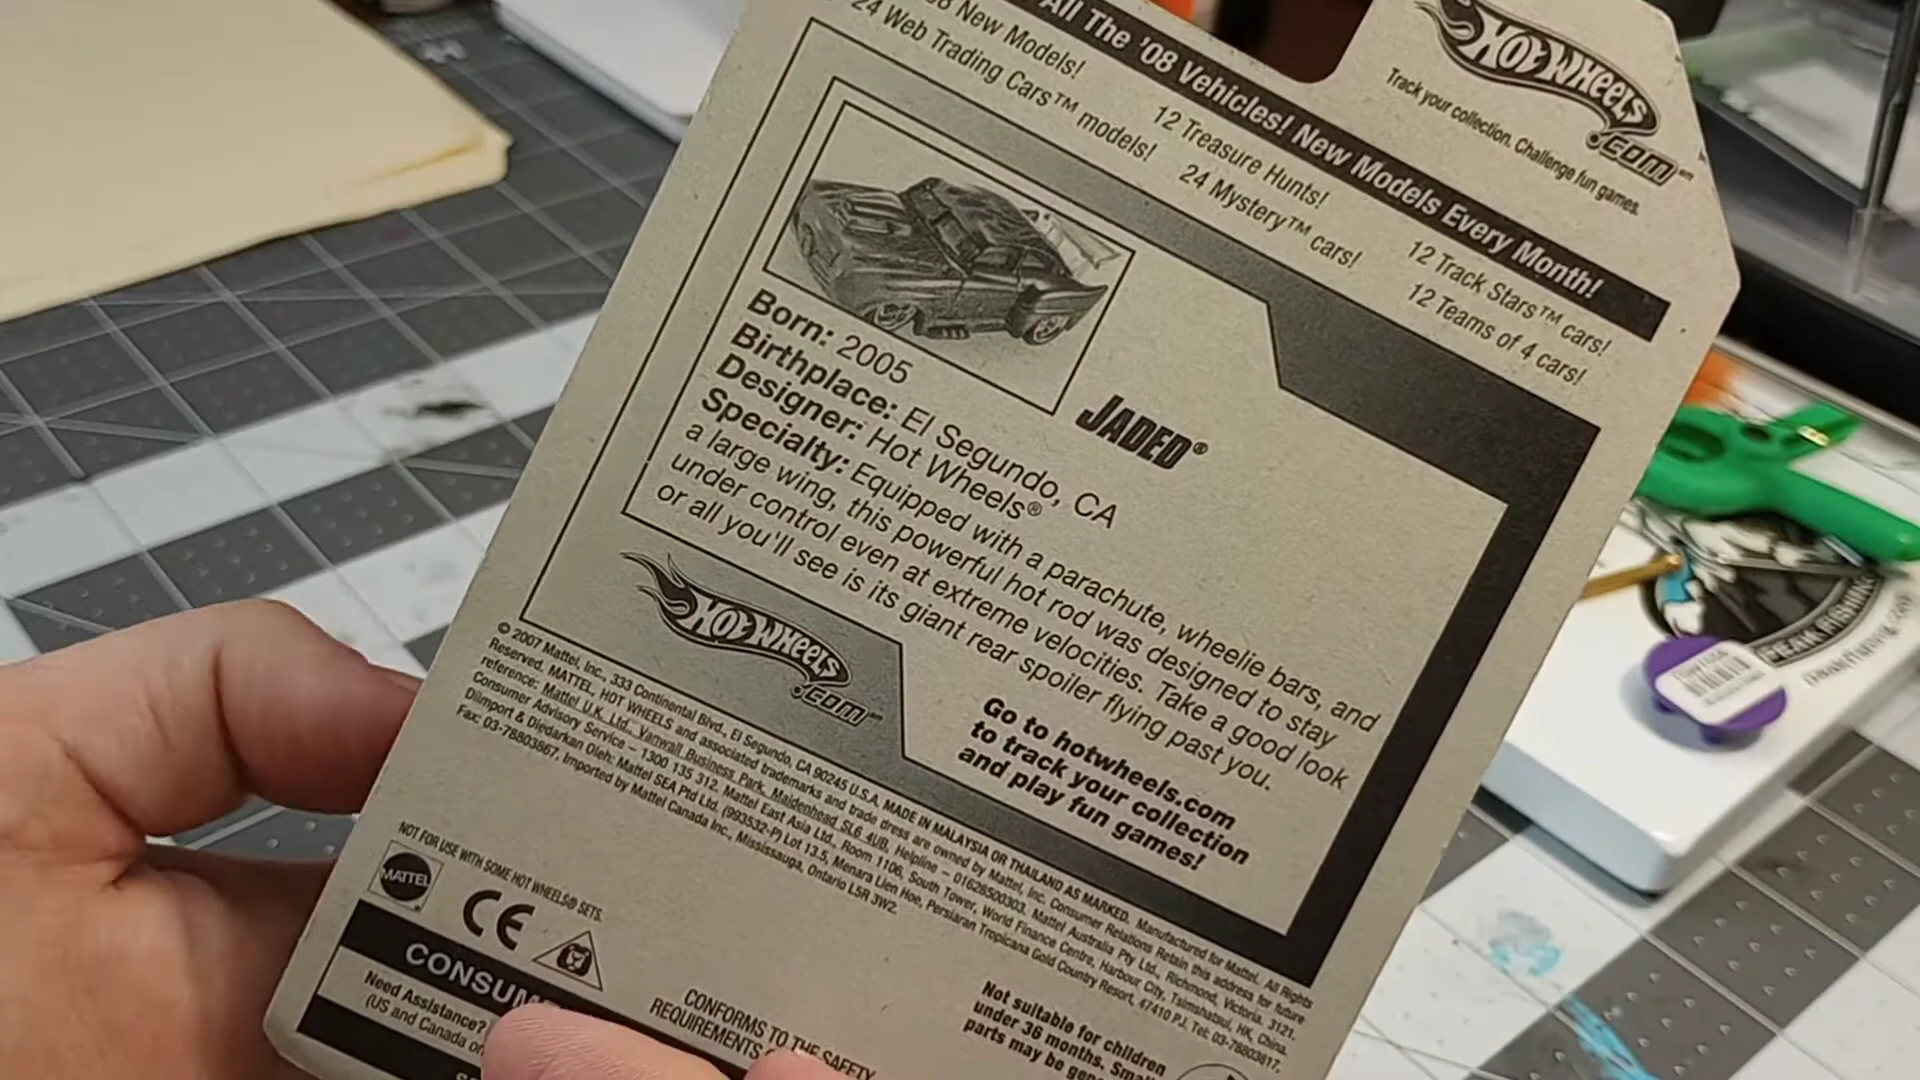 All The '08 Vehicles! New Models Every Month!
New Models!
24 Web Trading Cars™ models!
12 Treasure Hunts!
24 Mystery™ cars!
12 Track Stars™ cars!
12 Teams of 4 cars!
HOT WHEELS
.COM™
Track your collection. Challenge fun games.
JADED®
Born: 2005
Birthplace: El Segundo, CA
Designer: Hot Wheels®
Specialty: Equipped with a parachute, wheelie bars, and
a large wing, this powerful hot rod was designed to stay
under control even at extreme velocities. Take a good look
or all you'll see is its giant rear spoiler flying past you.
HOT WHEELS
.COM™
Go to hotwheels.com
to track your collection
and play fun games!
© 2007 Mattel, Inc., 333 Continental Blvd., El Segundo, CA 90245 U.S.A. MADE IN MALAYSIA OR THAILAND AS MARKED. Manufactured for Mattel. All Rights
Reserved. MATTEL, HOT WHEELS and associated trademarks and trade dress are owned by Mattel, Inc. Consumer Relations Retain this address for future
reference: Mattel U.K. Ltd., Vanwall Business Park, Maidenhead SL6 4UB. Helpline – 01628500303. Mattel Australia Pty Ltd., Richmond, Victoria. 3121.
Consumer Advisory Service – 1300 135 312. Mattel East Asia Ltd., Room 1106, South Tower, World Finance Centre, Harbour City, Tsimshatsui, HK, China.
Diimport & Diedarkan Oleh: Mattel SEA Ptd Ltd. (993532-P) Lot 13.5, Menara Lien Hoe, Persiaran Tropicana Gold Country Resort, 47410 PJ. Tel: 03-78803817,
Fax: 03-78803867. Imported by Mattel Canada Inc., Mississauga, Ontario L5R 3W2.
NOT FOR USE WITH SOME HOT WHEELS® SETS.
MATTEL
CE
CONSUM
Need Assistance?
(US and Canada
CONFORMS TO THE SAFETY
REQUIREMENTS
Not suitable for children
under 36 months. Small
parts may be
PEAK FISHING